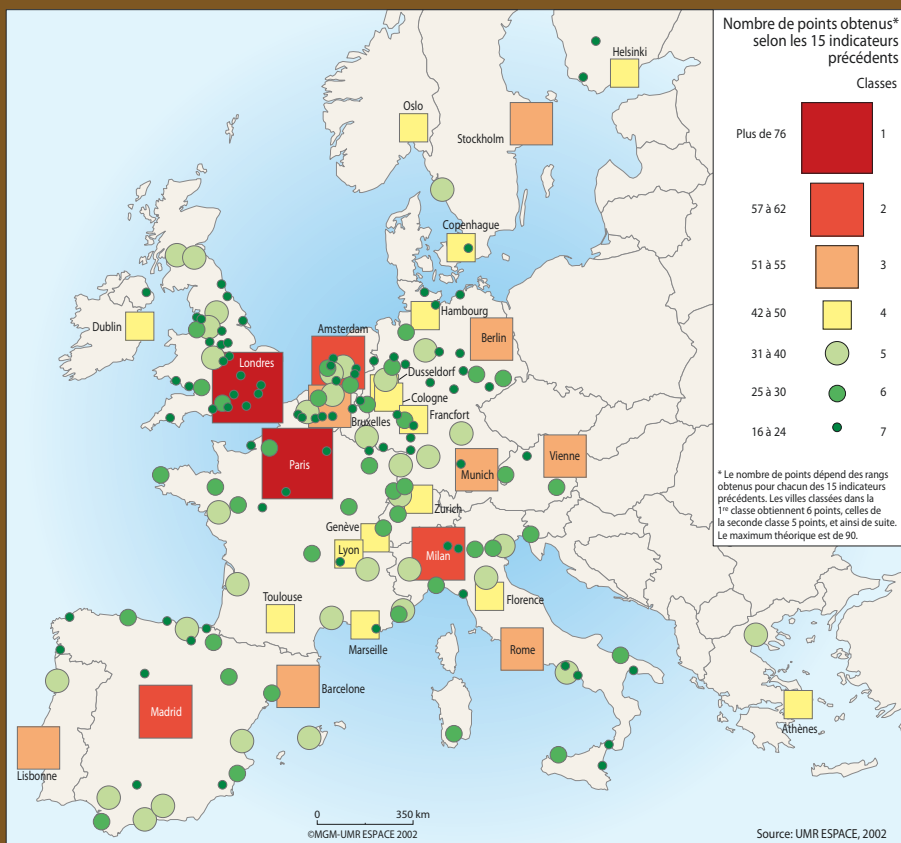 Nombre de points obtenus*
selon les 15 indicateurs
précédents
Classes
Plus de 76
1
57 à 62
2
51 à 55
3
42 à 50
4
31 à 40
5
25 à 30
6
16 à 24
7
* Le nombre de points dépend des rangs
obtenus pour chacun des 15 indicateurs
précédents. Les villes classées dans la
1re classe obtiennent 6 points, celles de
la seconde classe 5 points, et ainsi de suite.
Le maximum théorique est de 90.
Helsinki
Oslo
Stockholm
Copenhague
Hambourg
Dublin
Amsterdam
Berlin
Londres
Dusseldorf
Cologne
Francfort
Bruxelles
Paris
Munich
Vienne
Zurich
Genève
Lyon
Milan
Toulouse
Florence
Marseille
Rome
Barcelone
Madrid
Athènes
Lisbonne
0
350 km
©MGM-UMR ESPACE 2002
Source: UMR ESPACE, 2002